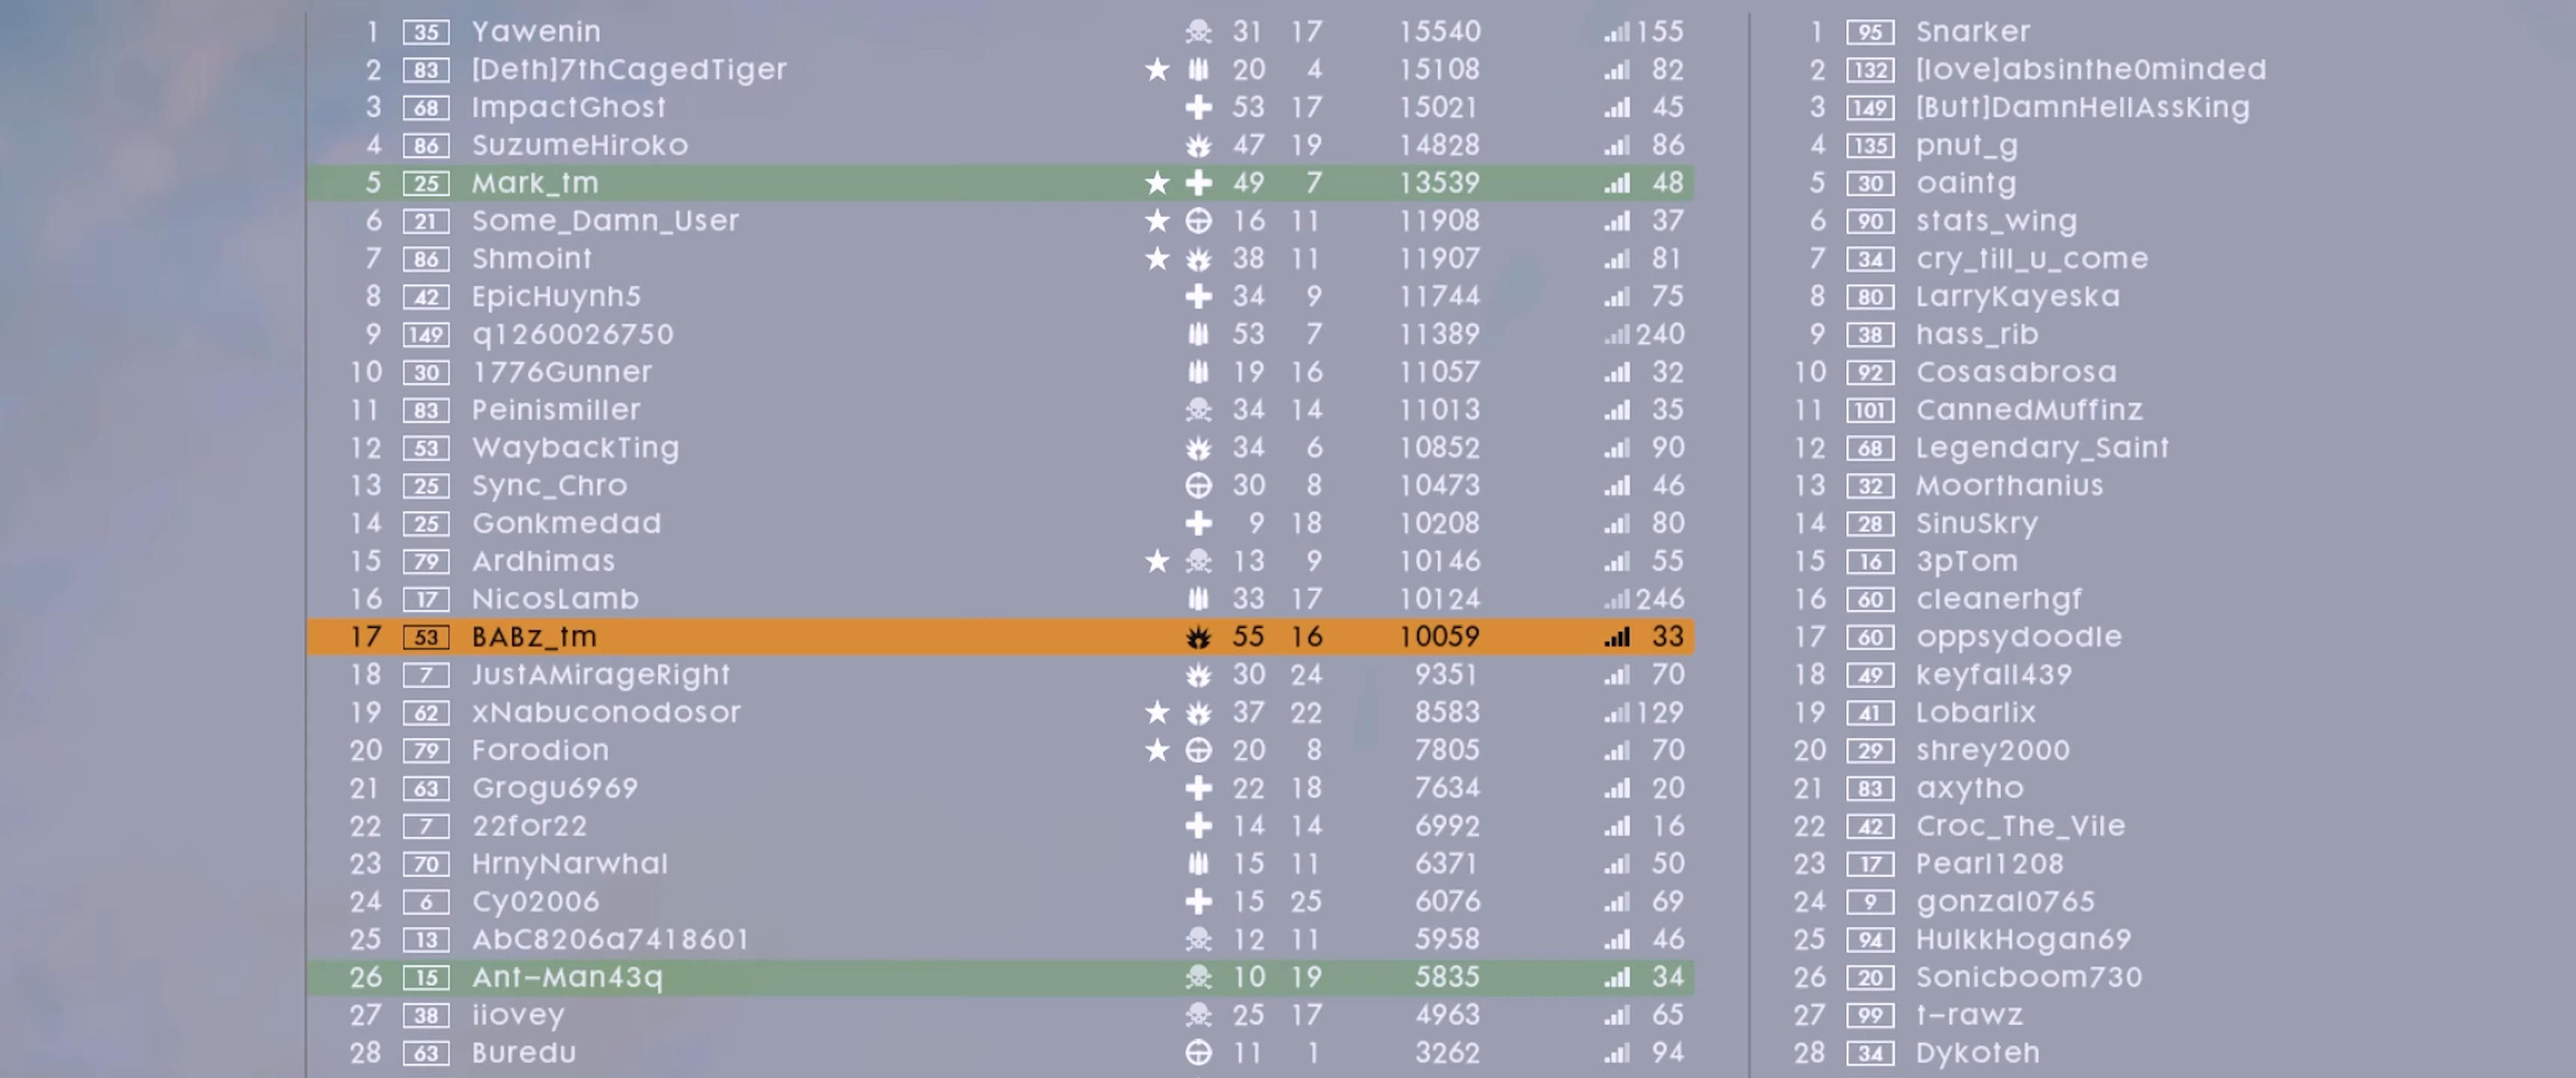 1 35 Yawenin 31 17 15540 155
2 83 [Deth]7thCagedTiger 20 4 15108 82
3 68 ImpactGhost 53 17 15021 45
4 86 SuzumeHiroko 47 19 14828 86
5 25 Mark_tm 49 7 13539 48
6 21 Some_Damn_User 16 11 11908 37
7 86 Shmoint 38 11 11907 81
8 42 EpicHuynh5 34 9 11744 75
9 149 q1260026750 53 7 11389 240
10 30 1776Gunner 19 16 11057 32
11 83 Peinismiller 34 14 11013 35
12 53 WaybackTing 34 6 10852 90
13 25 Sync_Chro 30 8 10473 46
14 25 Gonkmedad 9 18 10208 80
15 79 Ardhimas 13 9 10146 55
16 17 NicosLamb 33 17 10124 246
17 53 BABz_tm 55 16 10059 33
18 7 JustAMirageRight 30 24 9351 70
19 62 xNabuconodosor 37 22 8583 129
20 79 Forodion 20 8 7805 70
21 63 Grogu6969 22 18 7634 20
22 7 22for22 14 14 6992 16
23 70 HrnyNarwhal 15 11 6371 50
24 6 Cy02006 15 25 6076 69
25 13 AbC8206a7418601 12 11 5958 46
26 15 Ant-Man43q 10 19 5835 34
27 38 iiovey 25 17 4963 65
28 63 Buredu 11 1 3262 94
1 95 Snarker
2 132 [love]absinthe0minded
3 149 [Butt]DamnHellAssKing
4 135 pnut_g
5 30 oaintg
6 90 stats_wing
7 34 cry_till_u_come
8 80 LarryKayeska
9 38 hass_rib
10 92 Cosasabrosa
11 101 CannedMuffinz
12 68 Legendary_Saint
13 32 Moorthanius
14 28 SinuSkry
15 16 3pTom
16 60 cleanerhgf
17 60 oppsydoodle
18 49 keyfall439
19 41 Lobarlix
20 29 shrey2000
21 83 axytho
22 42 Croc_The_Vile
23 17 Pearl1208
24 9 gonzal0765
25 94 HulkkHogan69
26 20 Sonicboom730
27 99 t-rawz
28 34 Dykoteh